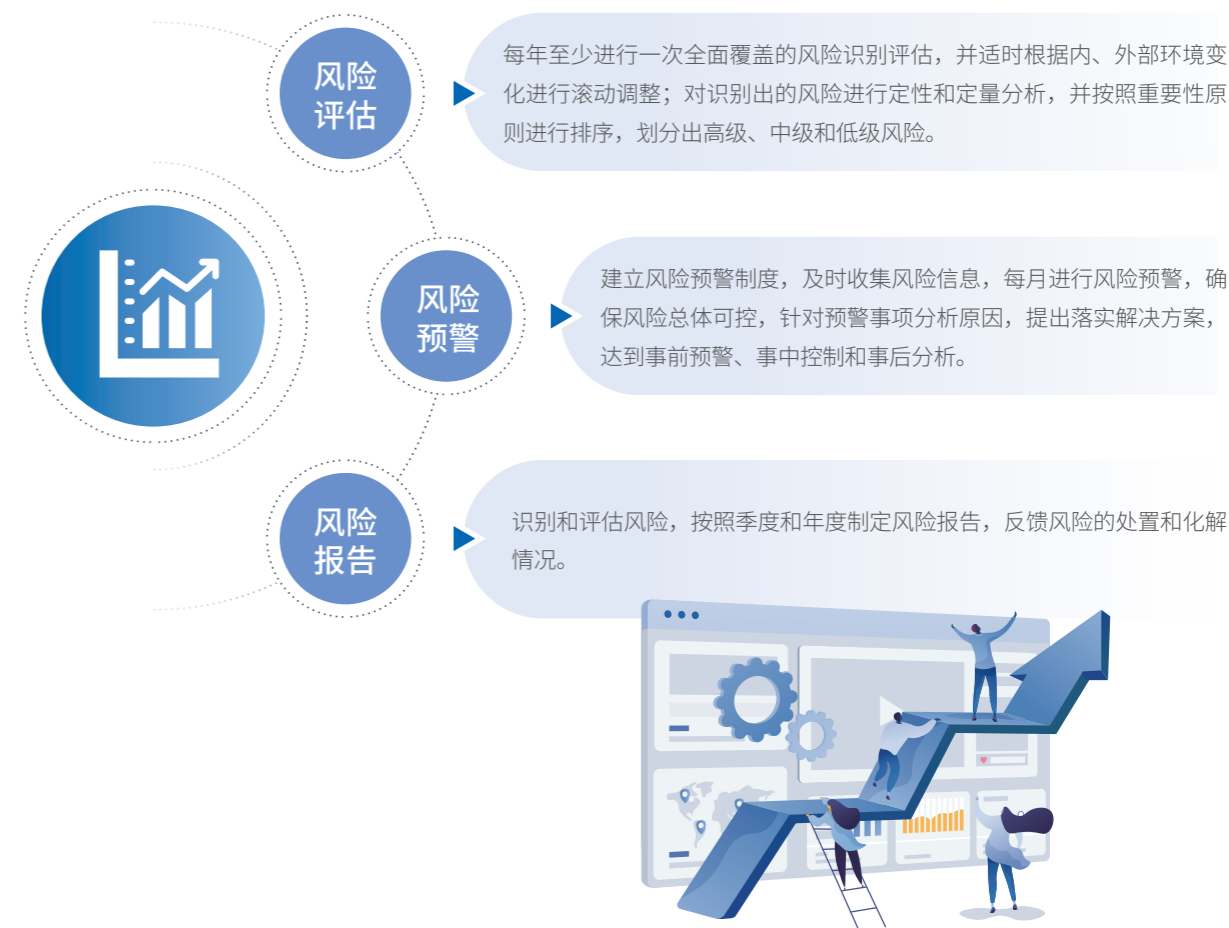 风险
评估
每年至少进行一次全面覆盖的风险识别评估，并适时根据内、外部环境变
化进行滚动调整；对识别出的风险进行定性和定量分析，并按照重要性原
则进行排序，划分出高级、中级和低级风险。
风险
预警
建立风险预警制度，及时收集风险信息，每月进行风险预警，确
保风险总体可控，针对预警事项分析原因，提出落实解决方案，
达到事前预警、事中控制和事后分析。
风险
报告
识别和评估风险，按照季度和年度制定风险报告，反馈风险的处置和化解
情况。